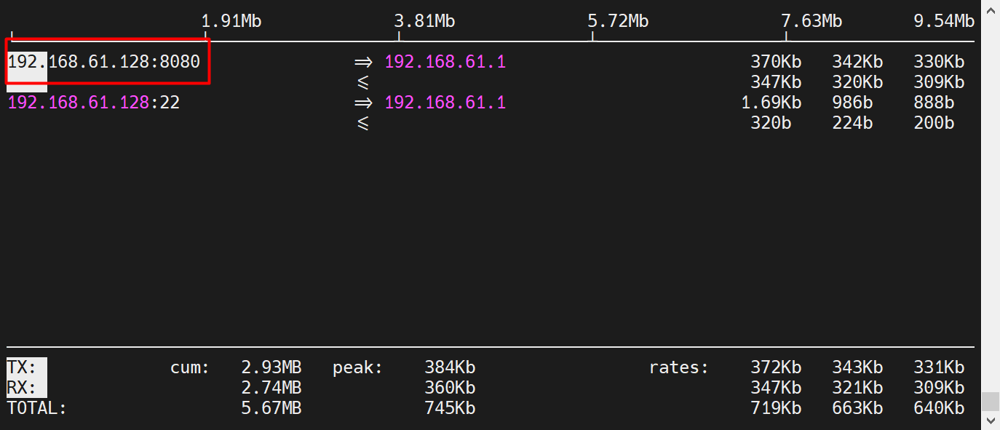 1.91Mb 3.81Mb 5.72Mb 7.63Mb 9.54Mb
192.168.61.128:8080 => 192.168.61.1 370Kb 342Kb 330Kb
<= 347Kb 320Kb 309Kb
192.168.61.128:22 => 192.168.61.1 1.69Kb 986b 888b
<= 320b 224b 200b
TX: cum: 2.93MB peak: 384Kb rates: 372Kb 343Kb 331Kb
RX: 2.74MB 360Kb 347Kb 321Kb 309Kb
TOTAL: 5.67MB 745Kb 719Kb 663Kb 640Kb